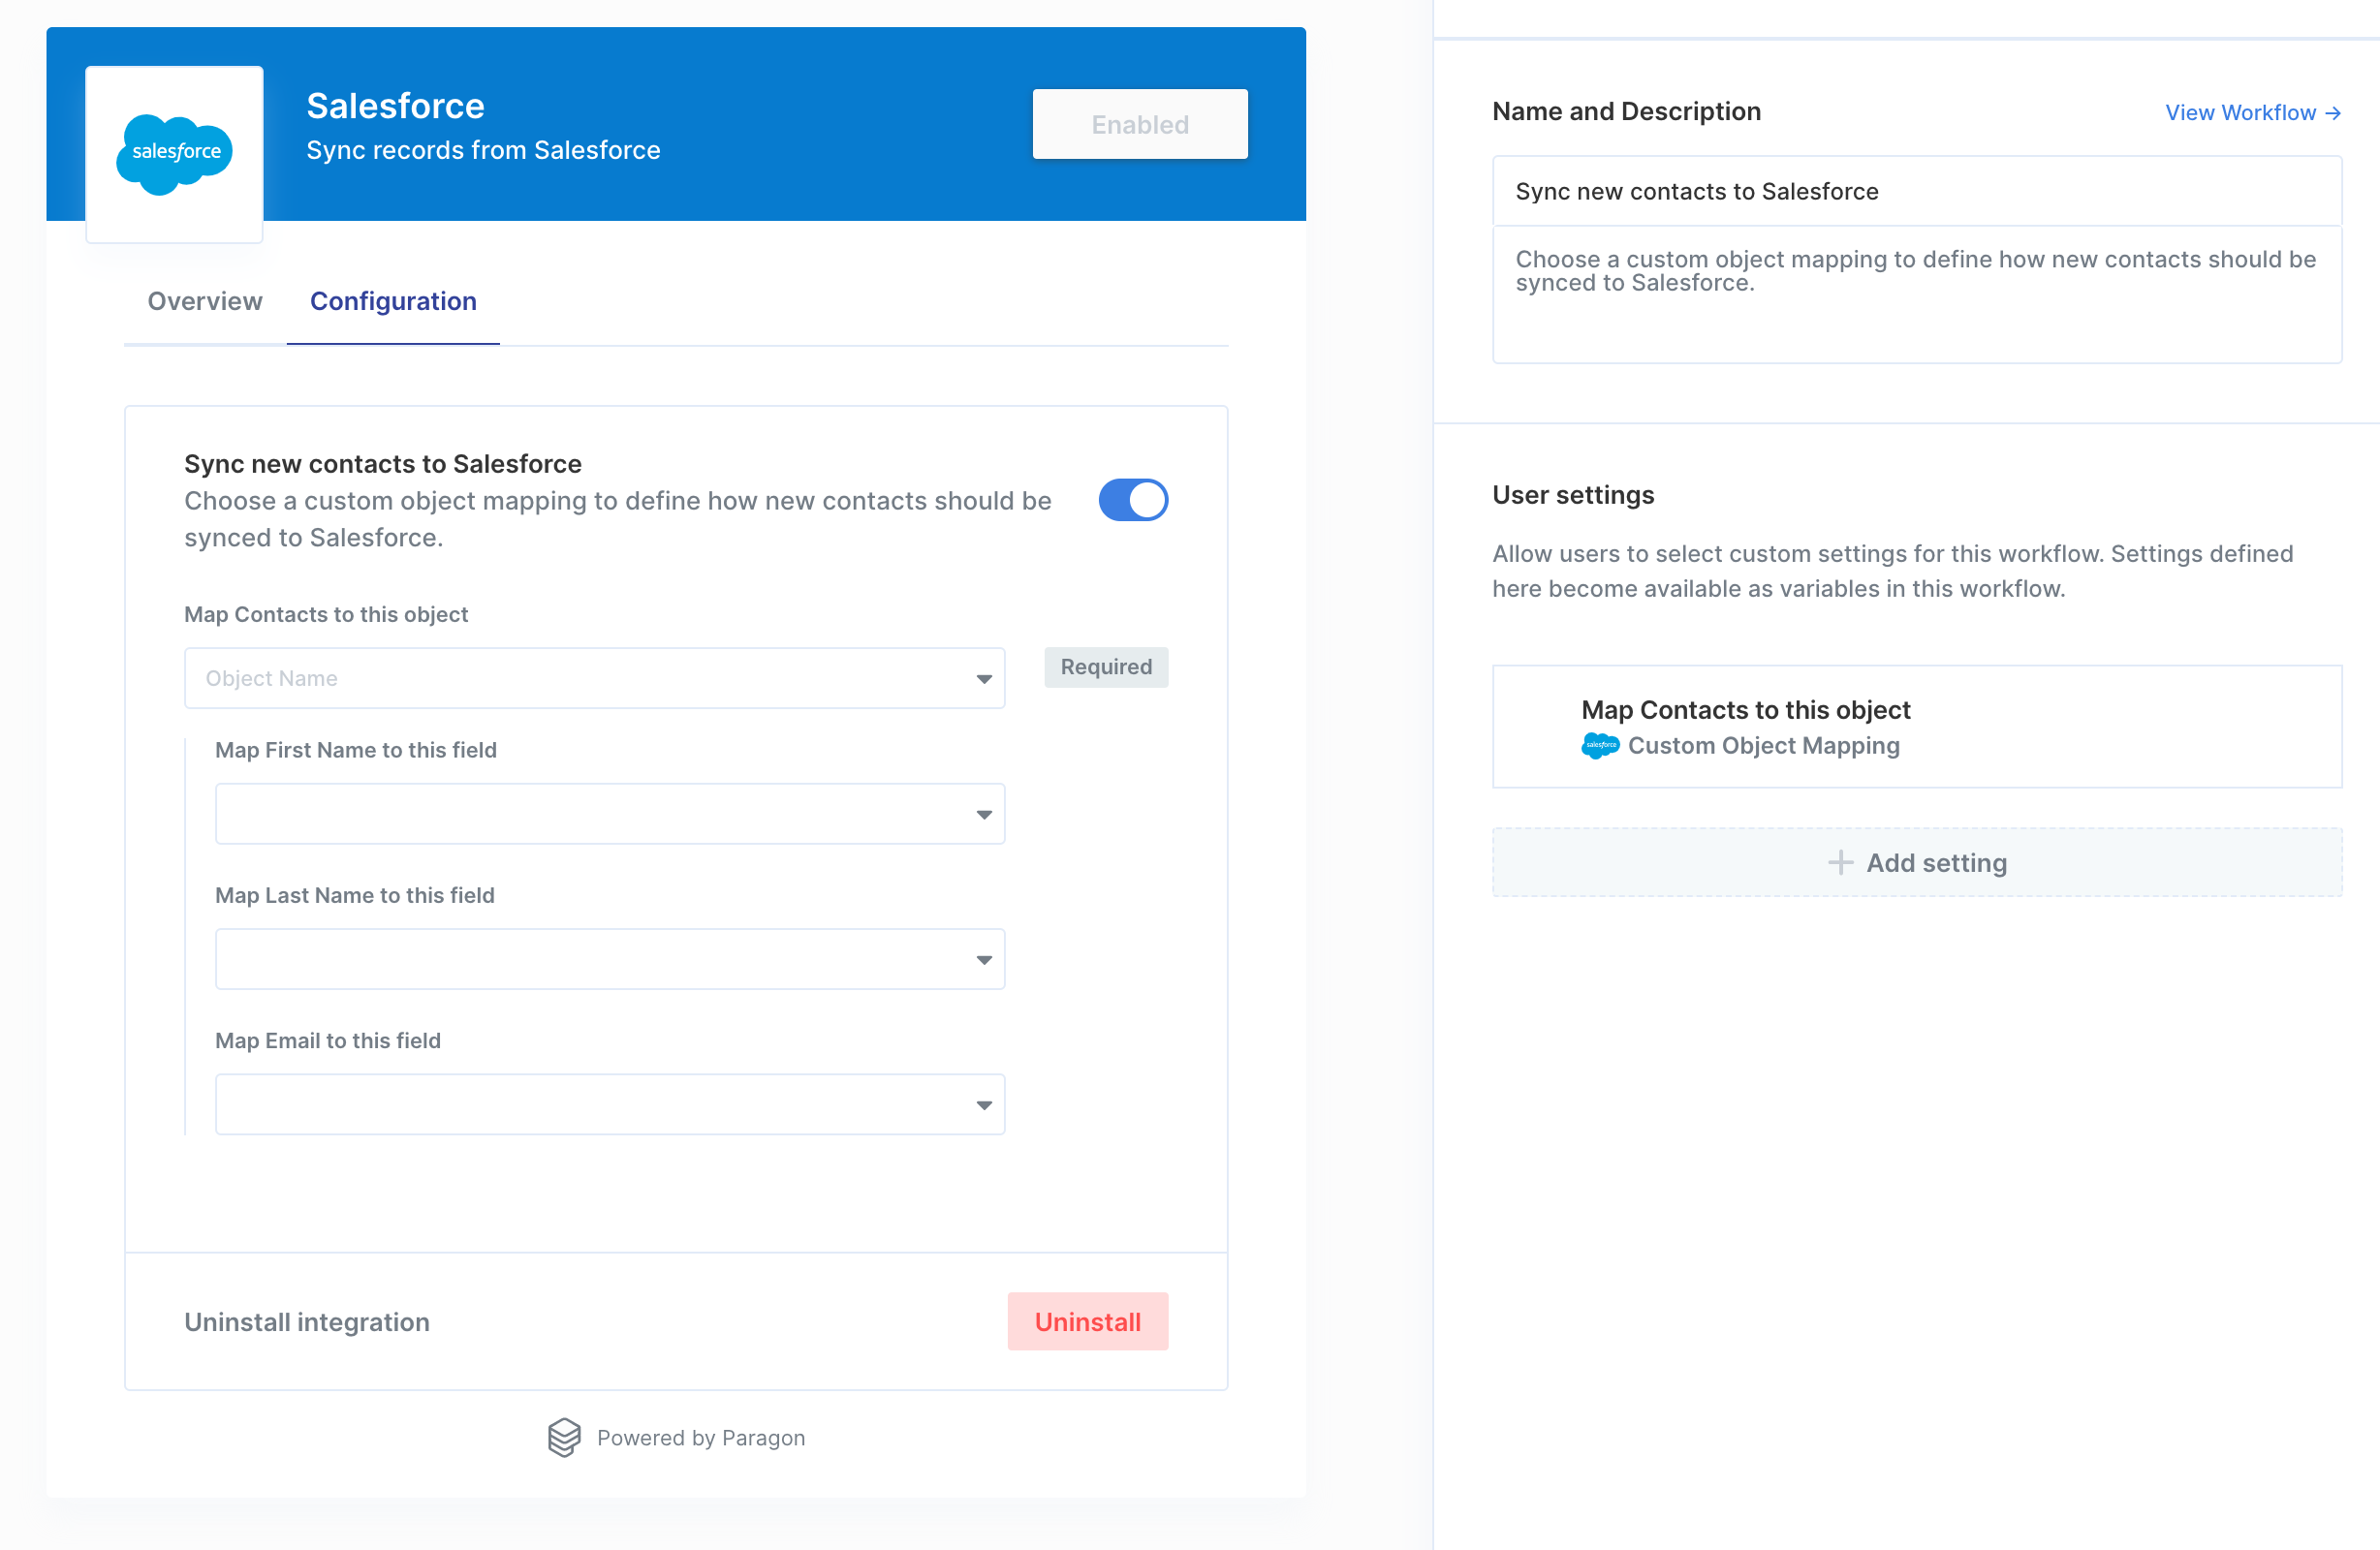 salesforce
Salesforce
Sync records from Salesforce
Enabled
Overview
Configuration
Sync new contacts to Salesforce
Choose a custom object mapping to define how new contacts should be
synced to Salesforce.
Map Contacts to this object
Object Name
Required
Map First Name to this field
Map Last Name to this field
Map Email to this field
Uninstall integration
Uninstall
Powered by Paragon
Name and Description
View Workflow →
Sync new contacts to Salesforce
Choose a custom object mapping to define how new contacts should be
synced to Salesforce.
User settings
Allow users to select custom settings for this workflow. Settings defined
here become available as variables in this workflow.
Map Contacts to this object
salesforce
Custom Object Mapping
Add setting